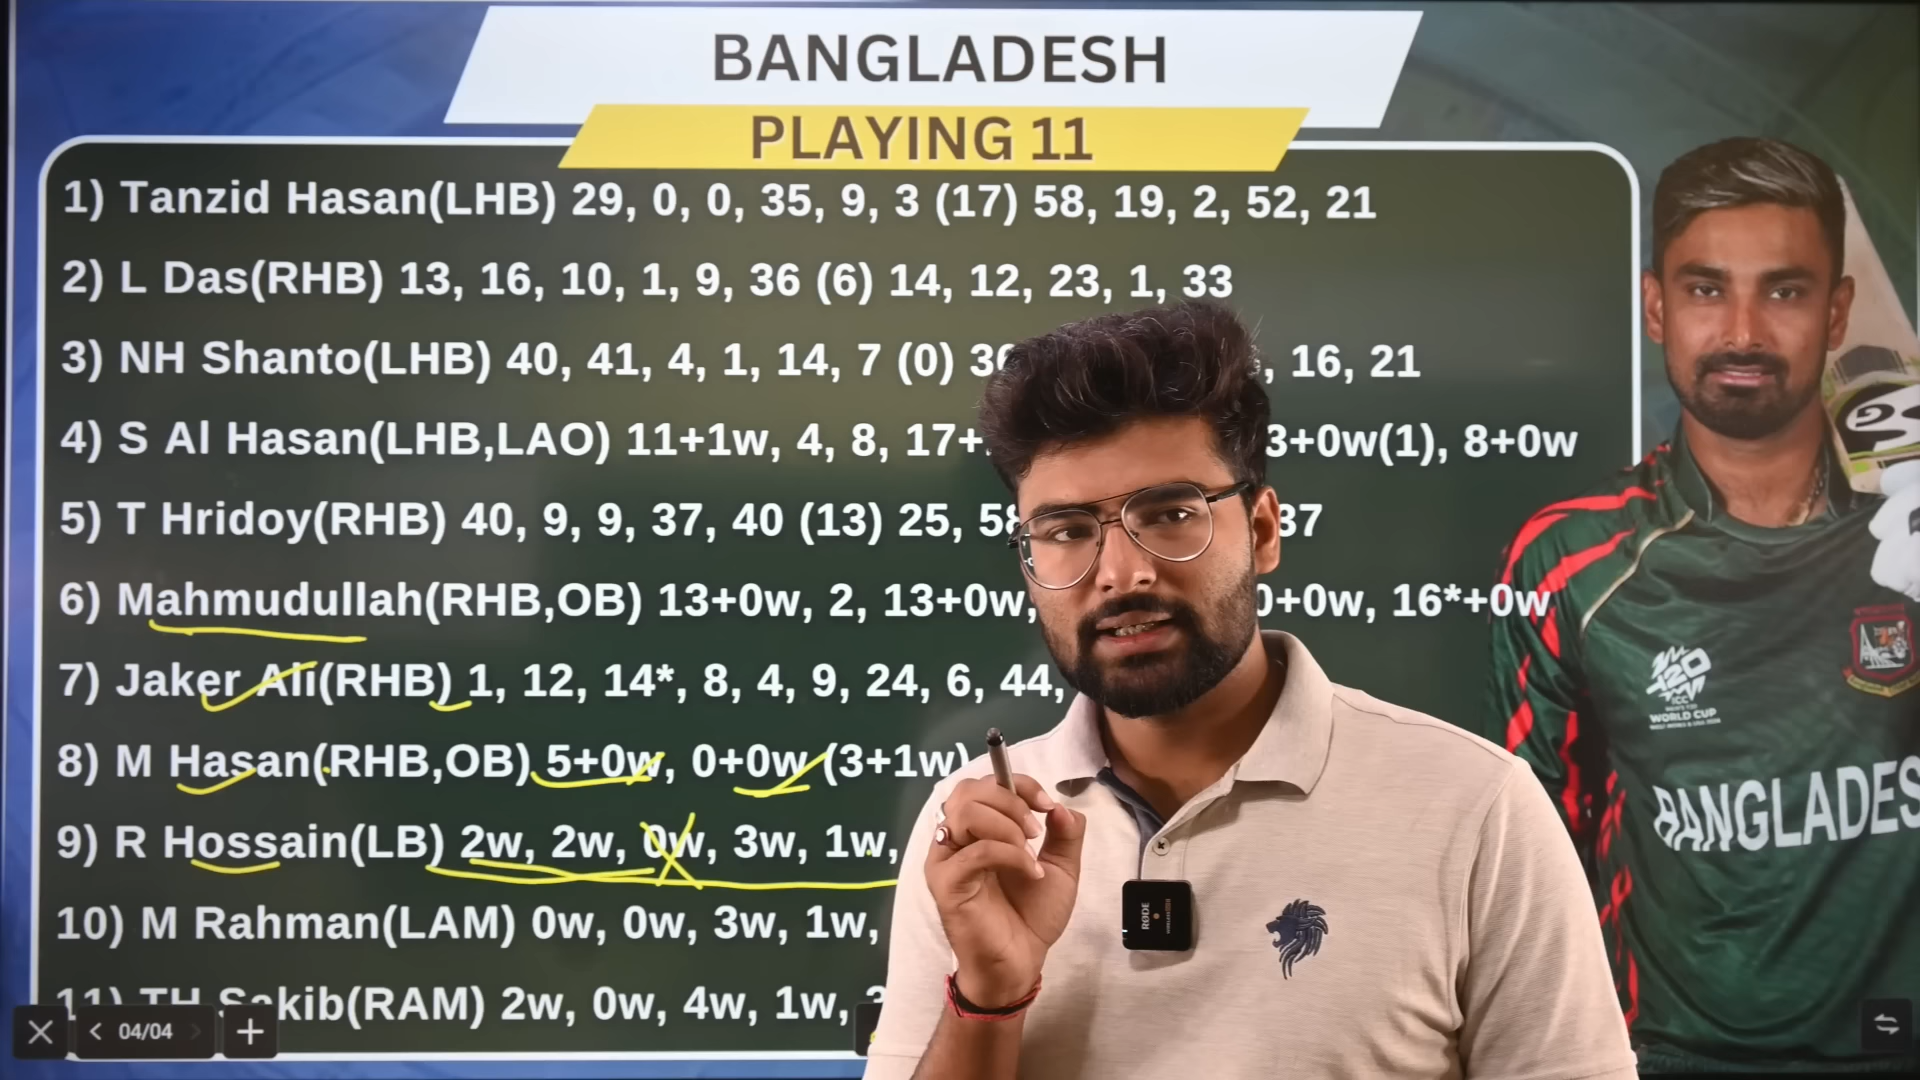 BANGLADESH
PLAYING 11
1) Tanzid Hasan(LHB) 29, 0, 0, 35, 9, 3 (17) 58, 19, 2, 52, 21
2) L Das(RHB) 13, 16, 10, 1, 9, 36 (6) 14, 12, 23, 1, 33
3) NH Shanto(LHB) 40, 41, 4, 1, 14, 7 (0) , 16, 21
4) S Al Hasan(LHB,LAO) 11+1w, 4, 8, 17+ 3+0w(1), 8+0w
5) T Hridoy(RHB) 40, 9, 9, 37, 40 (13) 25, 37
6) Mahmudullah(RHB,OB) 13+0w, 2, 13+0w, 0+0w, 16*+0w
7) Jaker Ali(RHB) 1, 12, 14*, 8, 4, 9, 24, 6, 44,
8) M Hasan(RHB,OB) 5+0w, 0+0w (3+1w)
9) R Hossain(LB) 2w, 2w, 0w, 3w, 1w,
10) M Rahman(LAM) 0w, 0w, 3w, 1w,
11) TH Sakib(RAM) 2w, 0w, 4w, 1w,
04/04
RØDE
T20
ICC
WORLD CUP
BANGLADES